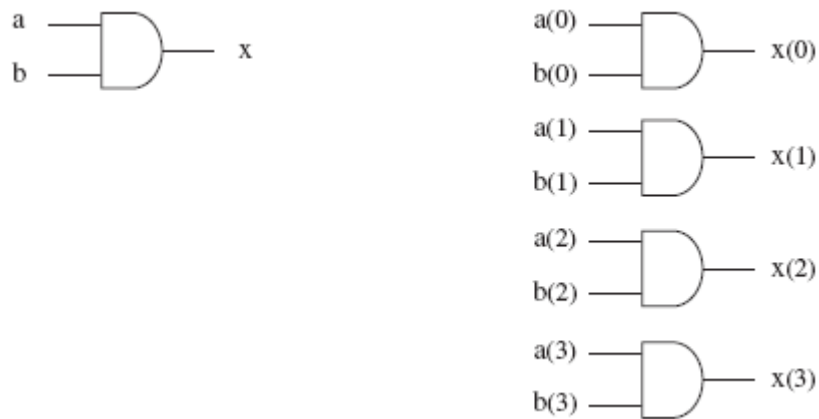 a
b
x
a(0)
b(0)
x(0)
a(1)
b(1)
x(1)
a(2)
b(2)
x(2)
a(3)
b(3)
x(3)